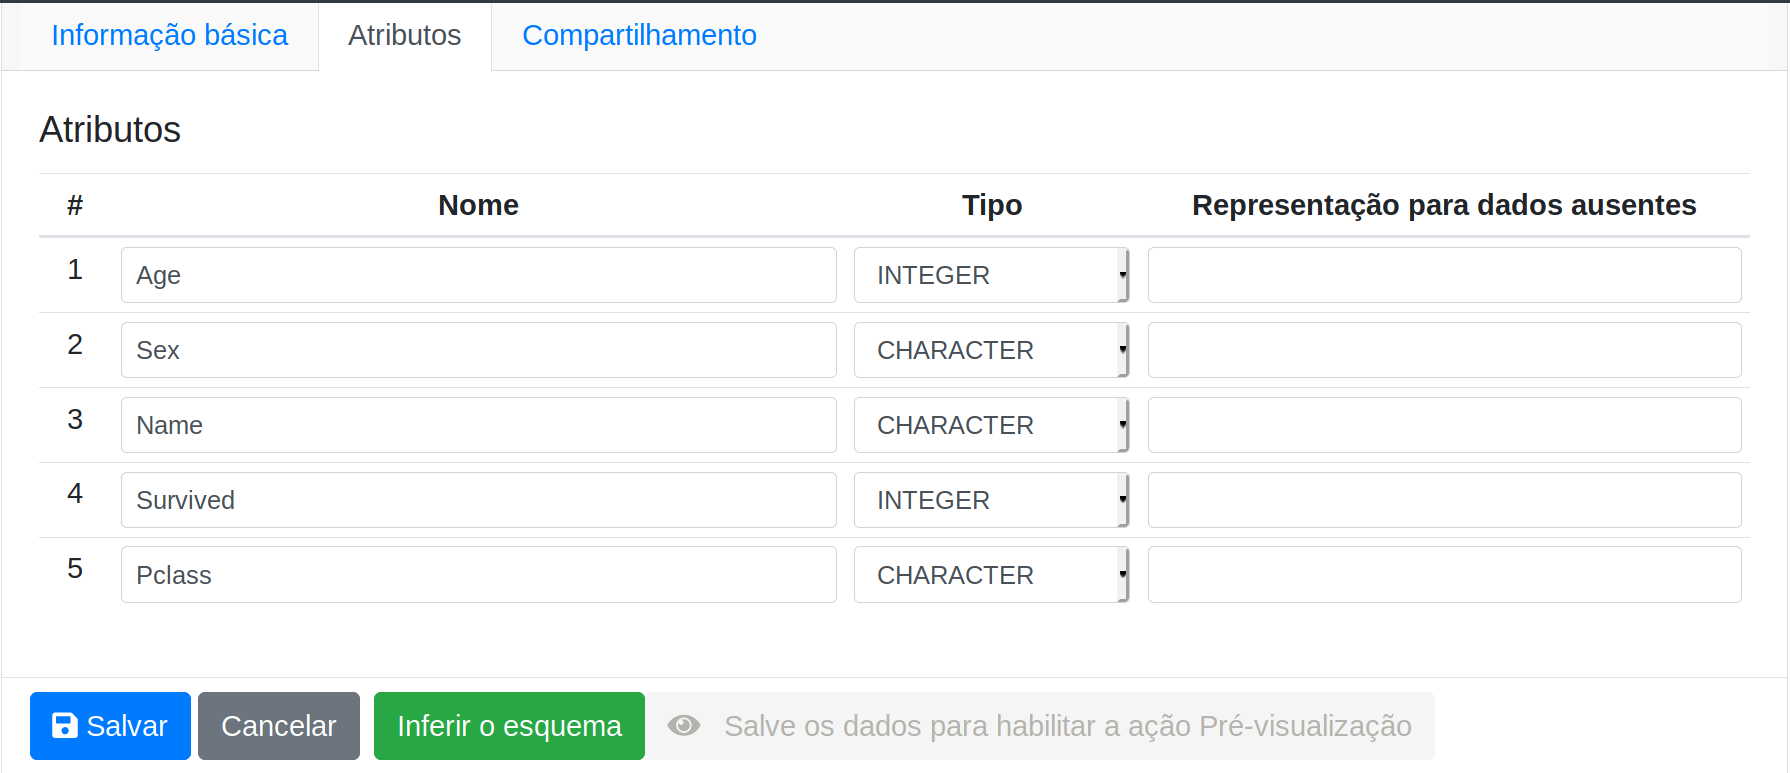 Informação básica Atributos Compartilhamento
Atributos
# Nome Tipo Representação para dados ausentes
1 Age INTEGER
2 Sex CHARACTER
3 Name CHARACTER
4 Survived INTEGER
5 Pclass CHARACTER
Salvar Cancelar Inferir o esquema Salve os dados para habilitar a ação Pré-visualização